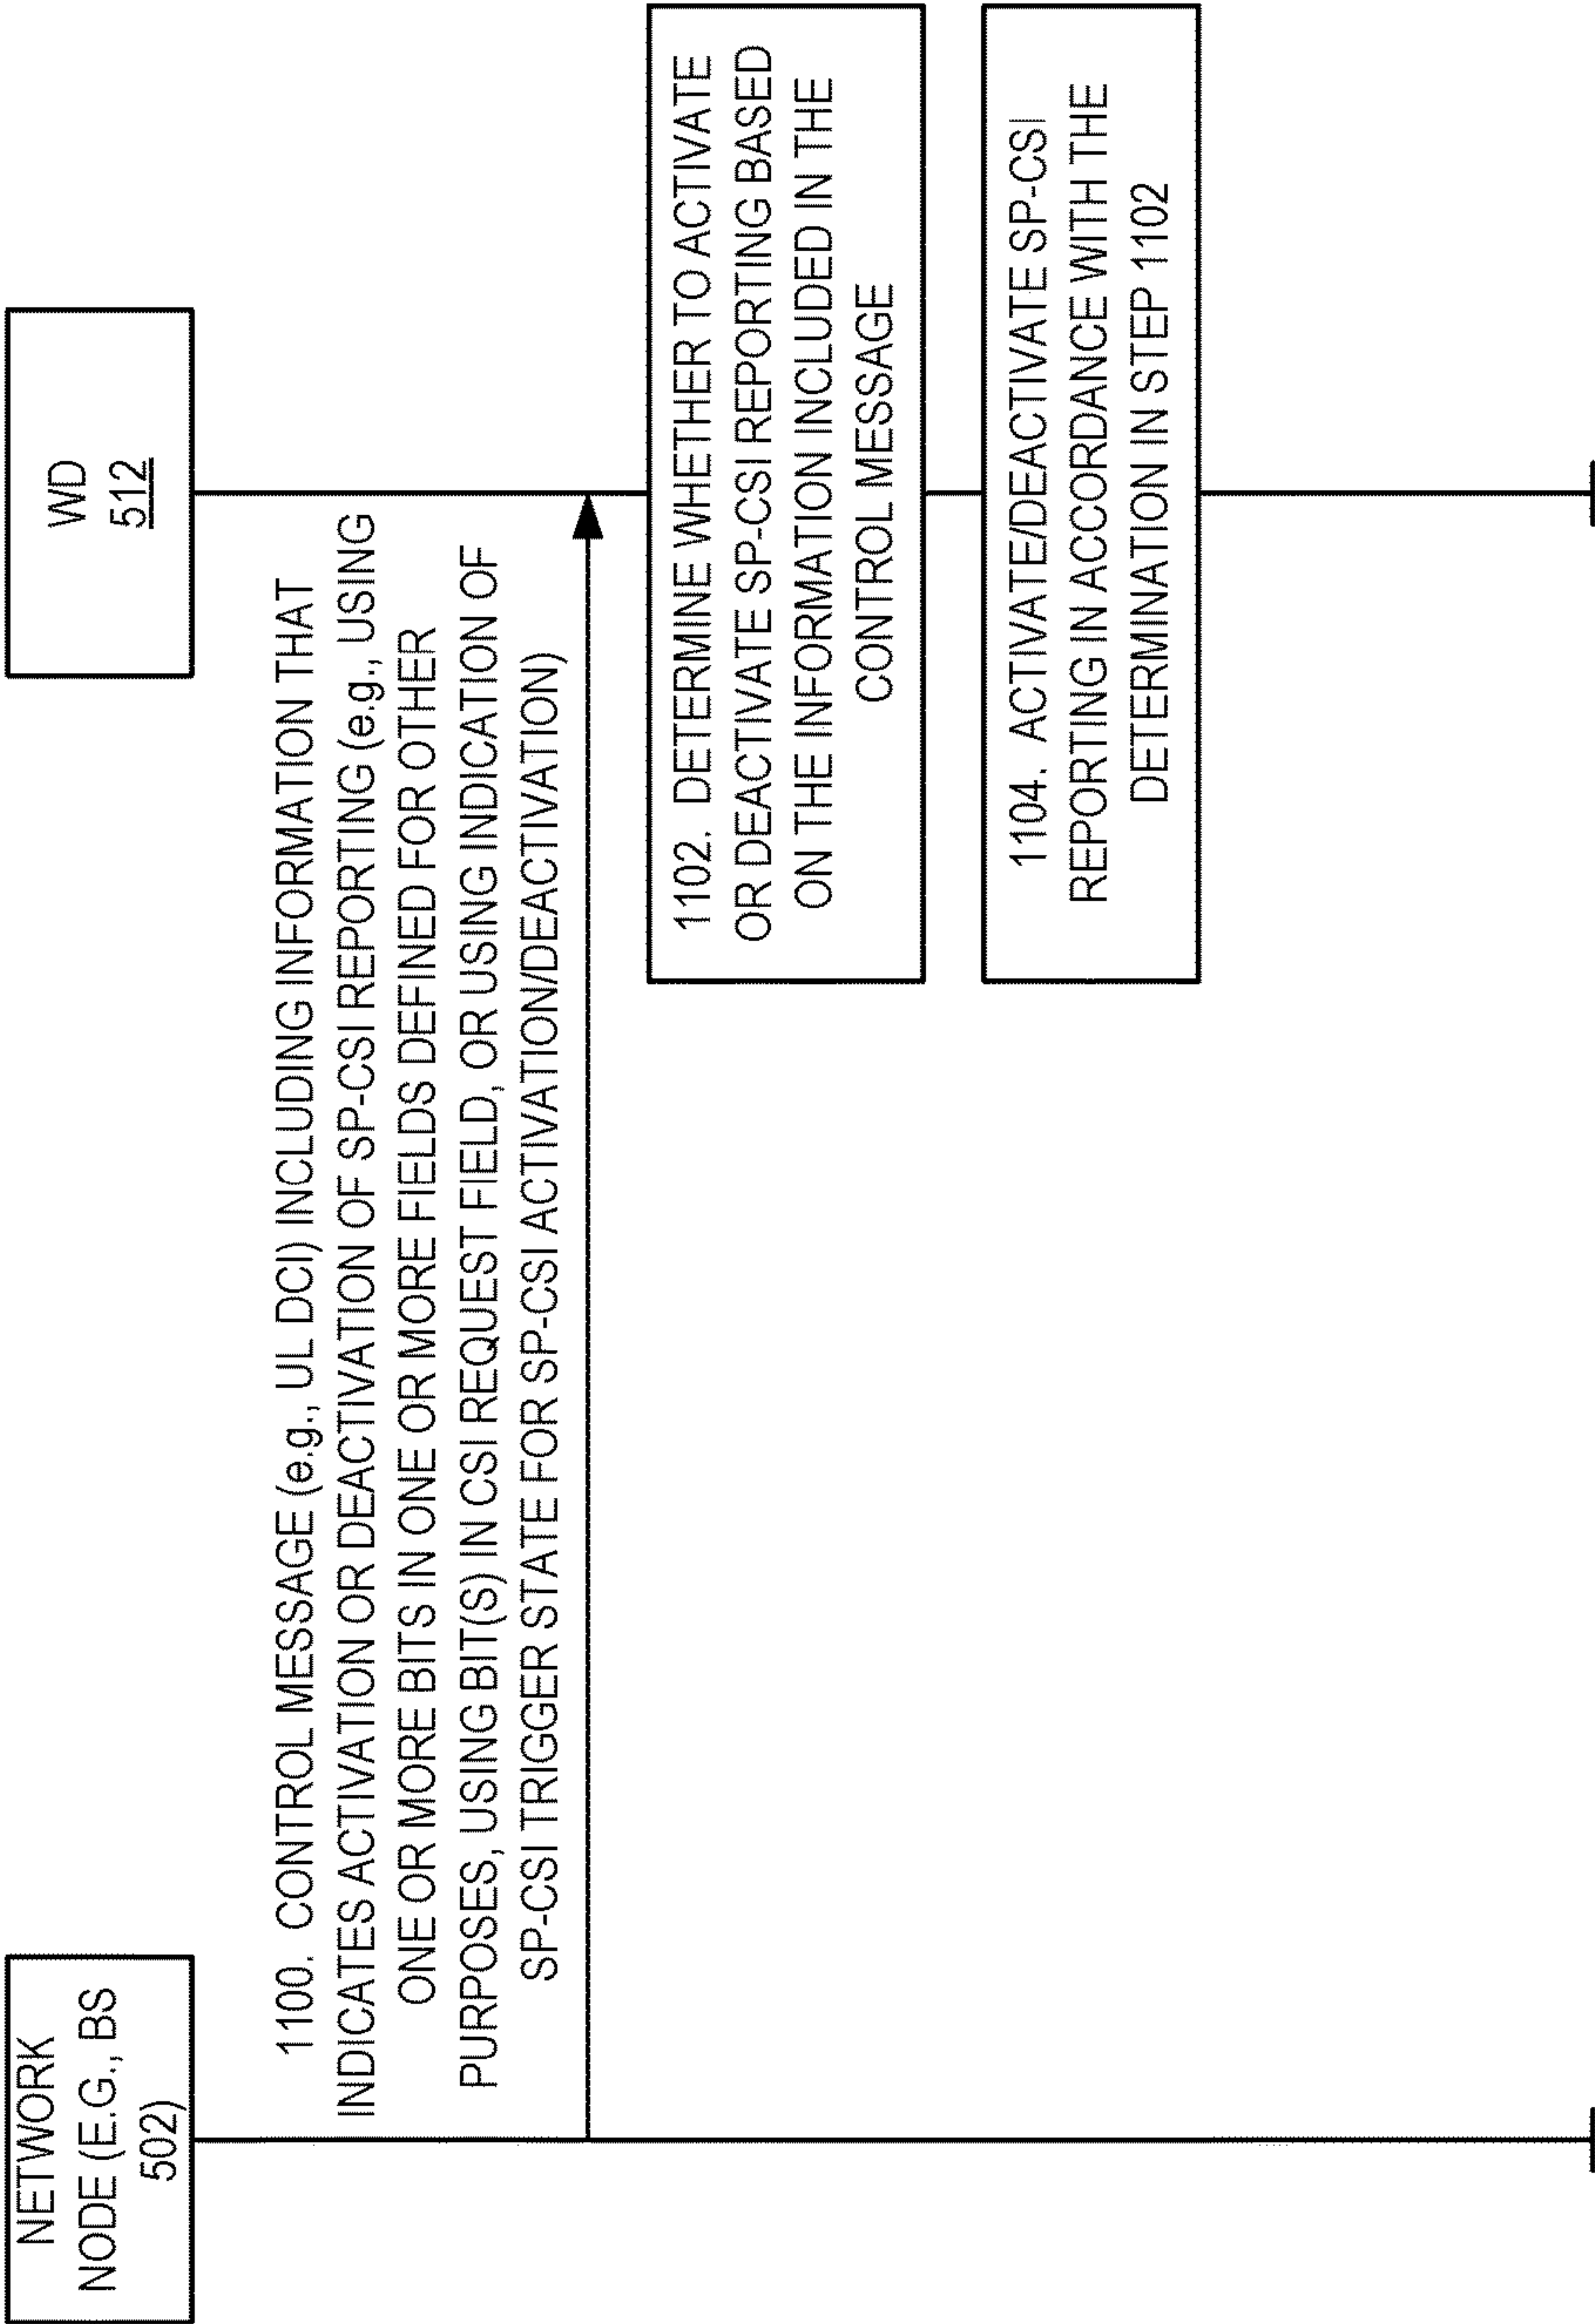 NETWORK
NODE (E.G., BS
502)
WD
512
1100. CONTROL MESSAGE (e.g., UL DCI) INCLUDING INFORMATION THAT
INDICATES ACTIVATION OR DEACTIVATION OF SP-CSI REPORTING (e.g., USING
ONE OR MORE BITS IN ONE OR MORE FIELDS DEFINED FOR OTHER
PURPOSES, USING BIT(S) IN CSI REQUEST FIELD, OR USING INDICATION OF
SP-CSI TRIGGER STATE FOR SP-CSI ACTIVATION/DEACTIVATION)
1102. DETERMINE WHETHER TO ACTIVATE
OR DEACTIVATE SP-CSI REPORTING BASED
ON THE INFORMATION INCLUDED IN THE
CONTROL MESSAGE
1104. ACTIVATE/DEACTIVATE SP-CSI
REPORTING IN ACCORDANCE WITH THE
DETERMINATION IN STEP 1102